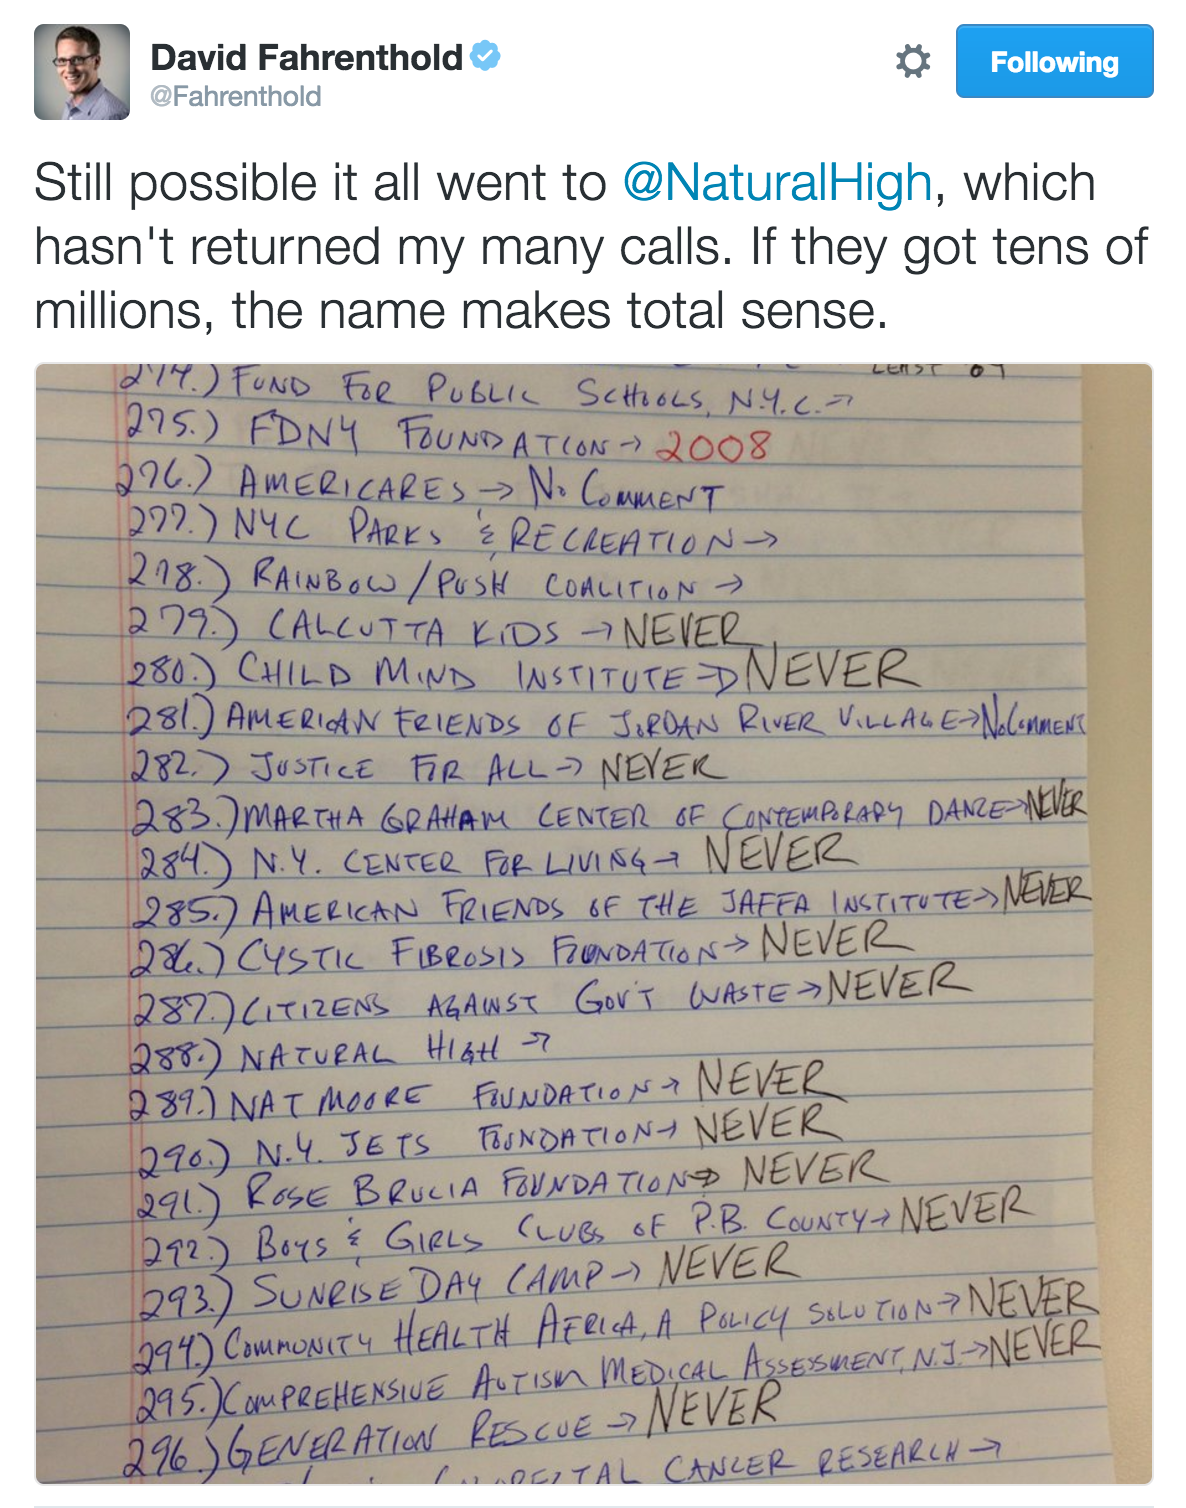 David Fahrenthold
@Fahrenthold
Following
Still possible it all went to @NaturalHigh, which
hasn't returned my many calls. If they got tens of
millions, the name makes total sense.
LEAST 07
274.) FUND FOR PUBLIC SCHOOLS, N.Y.C. →
275.) FDNY FOUNDATION → 2008
276.) AMERICARES → NO COMMENT
277.) NYC PARKS & RECREATION →
278.) RAINBOW/PUSH COALITION →
279.) CALCUTTA KIDS → NEVER
280.) CHILD MIND INSTITUTE → NEVER
281.) AMERICAN FRIENDS OF JORDAN RIVER VILLAGE → NO COMMENT
282.) JUSTICE FOR ALL → NEVER
283.) MARTHA GRAHAM CENTER OF CONTEMPORARY DANCE → NEVER
284.) N.Y. CENTER FOR LIVING → NEVER
285.) AMERICAN FRIENDS OF THE JAFFA INSTITUTE → NEVER
286.) CYSTIC FIBROSIS FOUNDATION → NEVER
287.) CITIZENS AGAINST GOV'T WASTE → NEVER
288.) NATURAL HIGH →
289.) NAT MOORE FOUNDATION → NEVER
290.) N.Y. JETS FOUNDATION → NEVER
291.) ROSE BRUCIA FOUNDATION → NEVER
292.) BOYS & GIRLS CLUBS OF P.B. COUNTY → NEVER
293.) SUNRISE DAY CAMP → NEVER
294.) COMMUNITY HEALTH AFRICA, A POLICY SOLUTION → NEVER
295.) COMPREHENSIVE AUTISM MEDICAL ASSESSMENT, N.J. → NEVER
296.) GENERATION RESCUE → NEVER
CANCER RESEARCH →